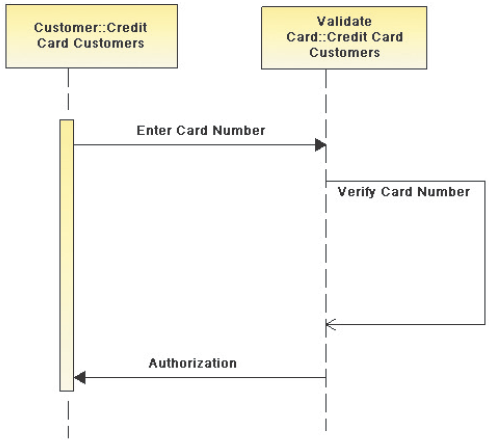 Customer::Credit
Card Customers
Validate
Card::Credit Card
Customers
Enter Card Number
Verify Card Number
Authorization